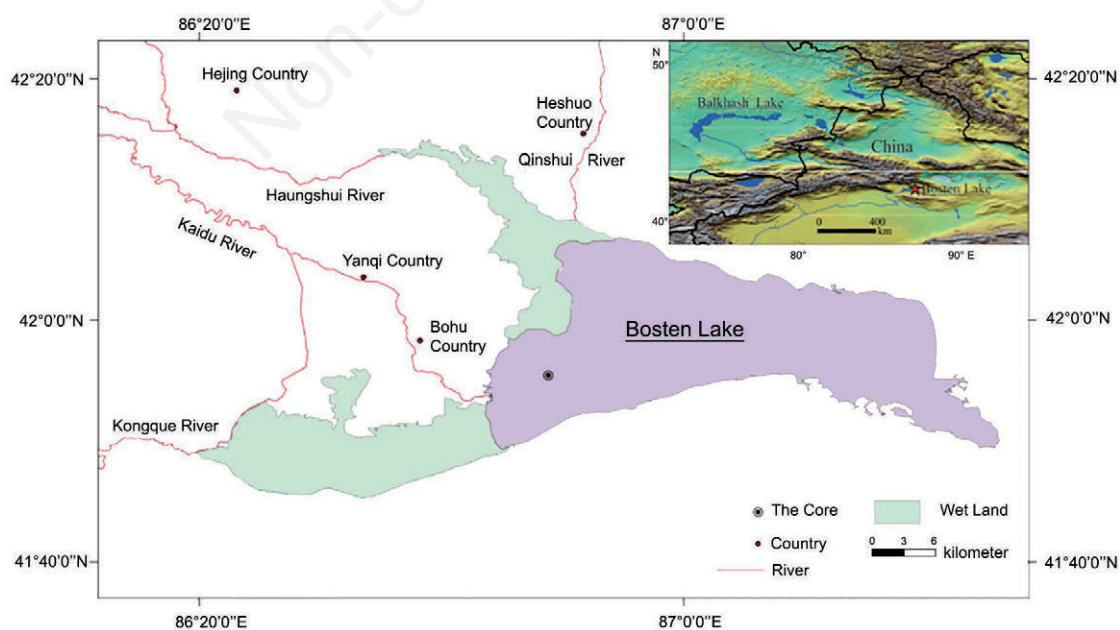 86°20'0"E
87°0'0"E
42°20'0"N
Hejing Country
Heshuo
Country
Qinshui River
Haungshui River
Kaidu River
Yanqi Country
Bohu
Country
42°0'0"N
Bosten Lake
Kongque River
41°40'0"N
N
50°
40°
Balkhash Lake
China
Bosten Lake
0 400
km
80°
90° E
42°20'0"N
42°0'0"N
The Core
Wet Land
Country
0 3 6
kilometer
River
41°40'0"N
86°20'0"E
87°0'0"E
Non-c